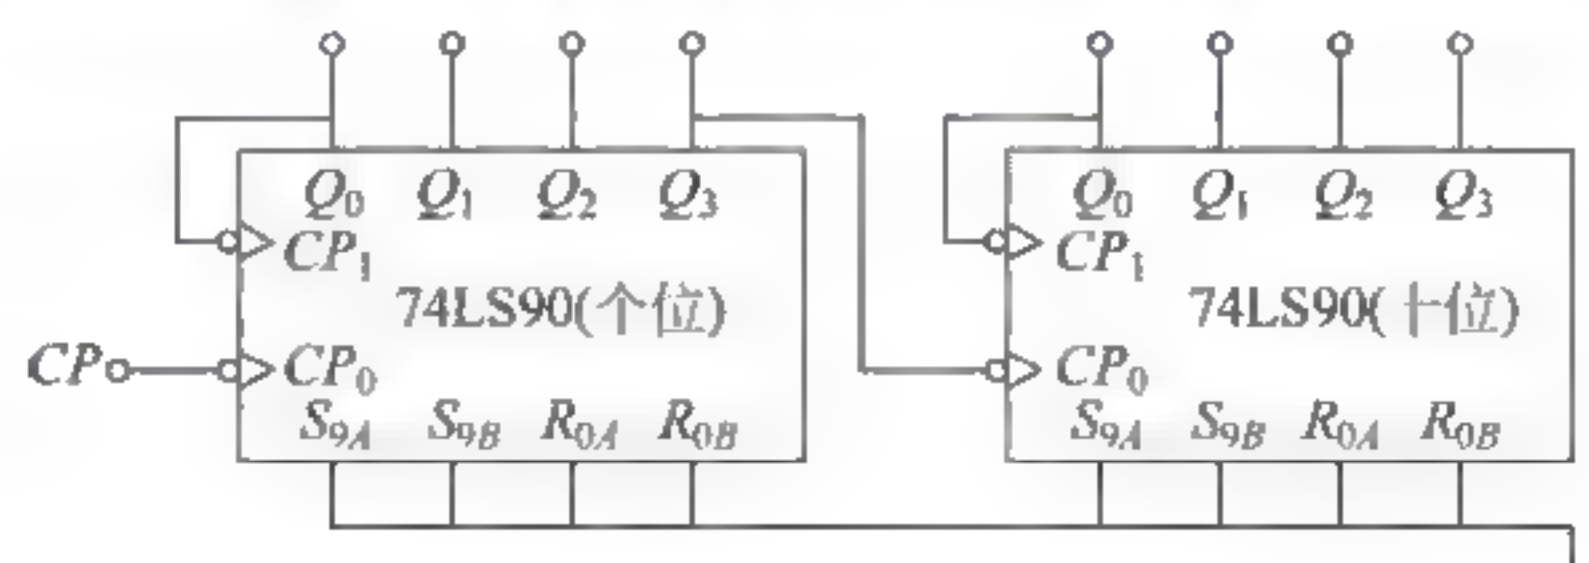 Q₀ Q₁ Q₂ Q₃
CP₁
74LS90(个位)
CP
CP₀
S₉A S₉B R₀A R₀B
Q₀ Q₁ Q₂ Q₃
CP₁
74LS90(十位)
CP₀
S₉A S₉B R₀A R₀B